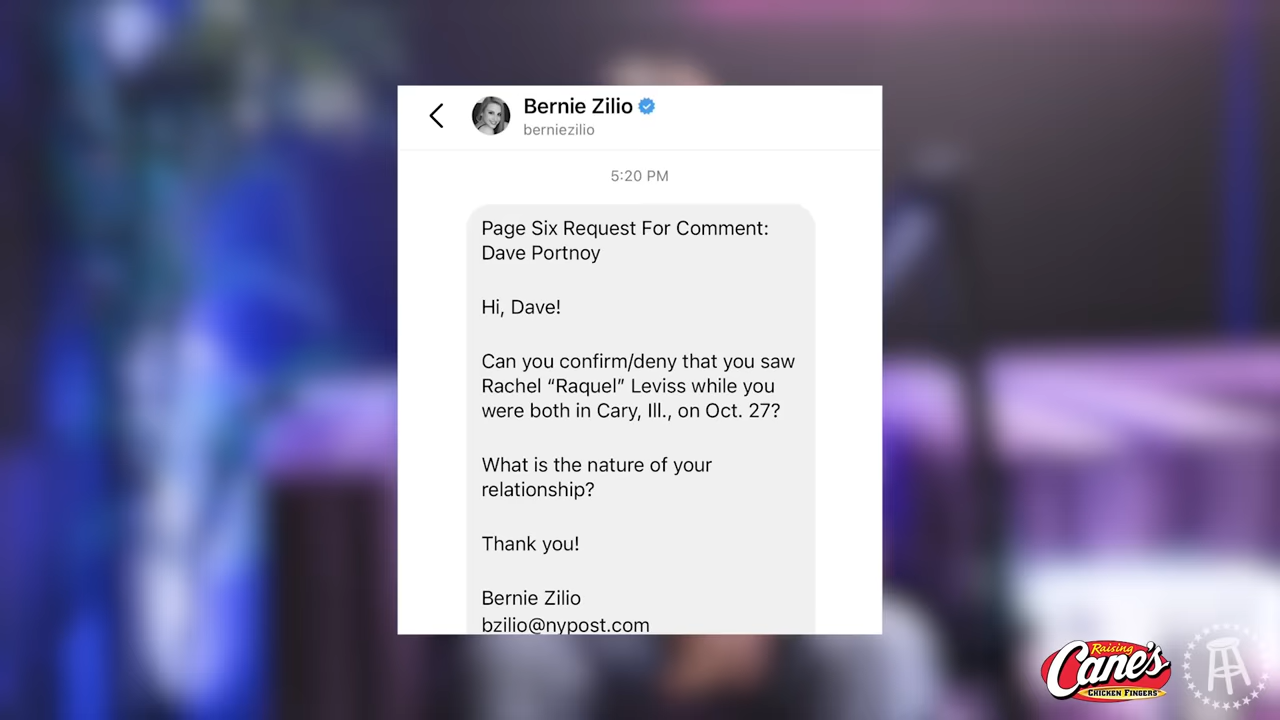 Bernie Zilio
berniezilio
5:20 PM
Page Six Request For Comment:
Dave Portnoy
Hi, Dave!
Can you confirm/deny that you saw
Rachel “Raquel” Leviss while you
were both in Cary, Ill., on Oct. 27?
What is the nature of your
relationship?
Thank you!
Bernie Zilio
bzilio@nypost.com
Raising
Cane's
CHICKEN FINGERS